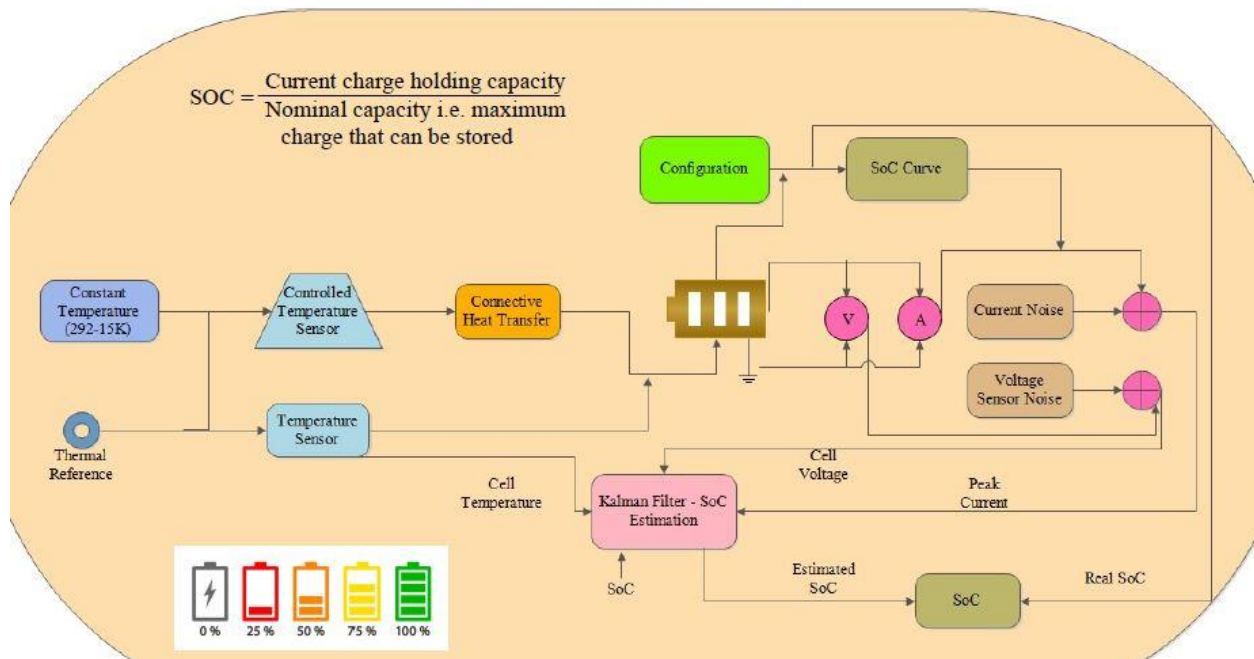 SOC = Current charge holding capacity
Nominal capacity i.e. maximum
charge that can be stored
Configuration
SoC Curve
Constant
Temperature
(292-15K)
Controlled
Temperature
Sensor
Connective
Heat Transfer
V
A
Current Noise
Voltage
Sensor Noise
Thermal
Reference
Temperature
Sensor
Cell
Temperature
Cell
Voltage
Peak
Current
Kalman Filter - SoC
Estimation
SoC
Estimated
SoC
SoC
Real SoC
0 %
25 %
50 %
75 %
100 %